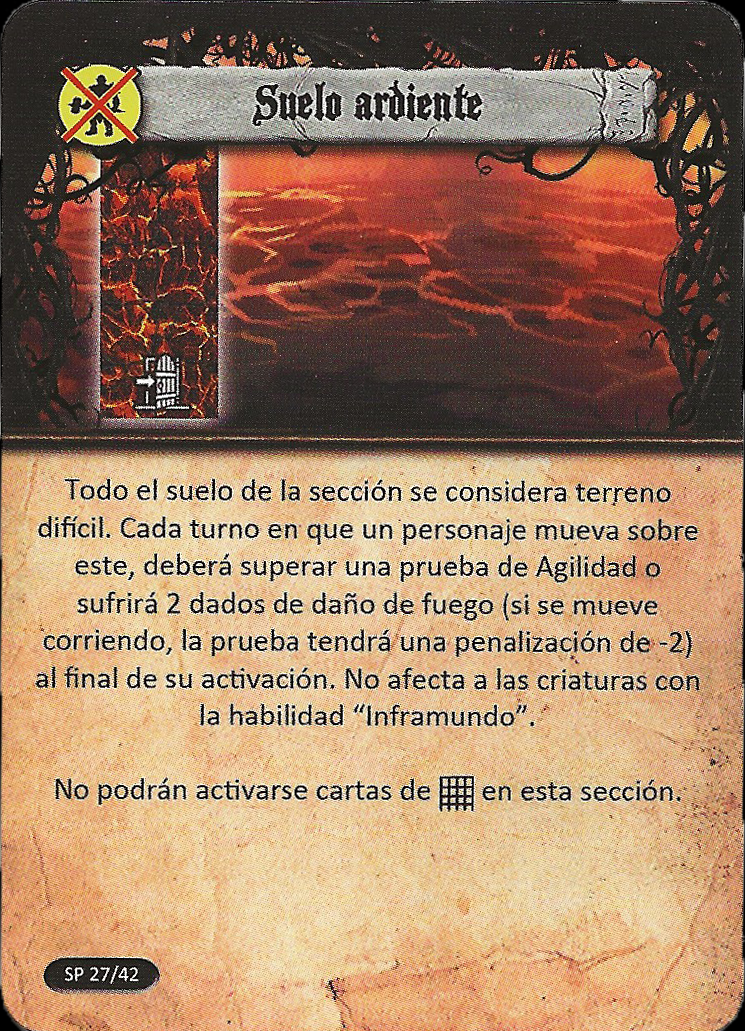 Suelo ardiente
Todo el suelo de la sección se considera terreno
difícil. Cada turno en que un personaje mueva sobre
este, deberá superar una prueba de Agilidad o
sufrirá 2 dados de daño de fuego (si se mueve
corriendo, la prueba tendrá una penalización de -2)
al final de su activación. No afecta a las criaturas con
la habilidad “Inframundo”.
No podrán activarse cartas de en esta sección.
SP 27/42